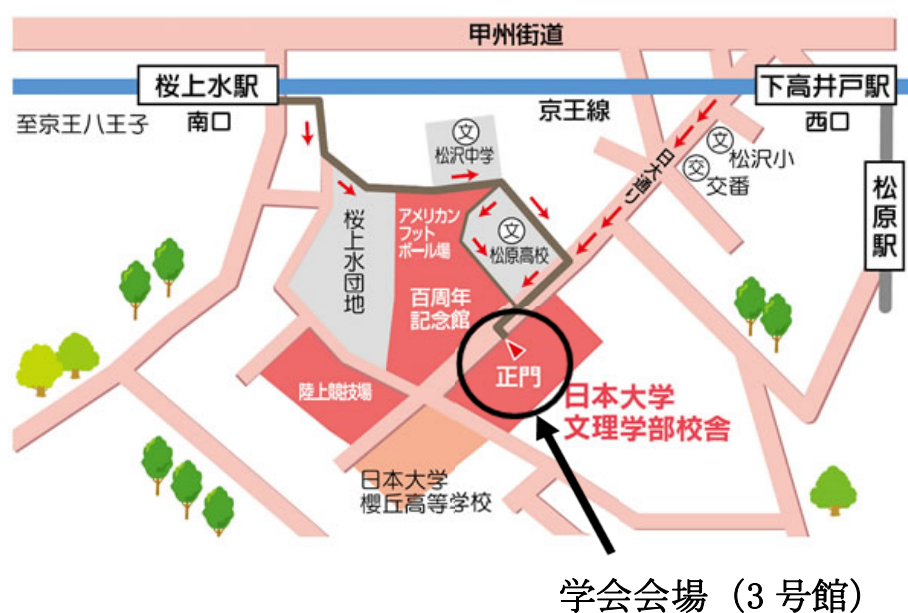 甲州街道
桜上水駅
下高井戸駅
至京王八王子
南口
京王線
西口
文
松沢中学
日大通り
文
松沢小
交
交番
松原駅
桜上水団地
アメリカン
フット
ボール場
文
松原高校
百周年
記念館
正門
陸上競技場
日本大学
文理学部校舎
日本大学
櫻丘高等学校
学会会場（3 号館）